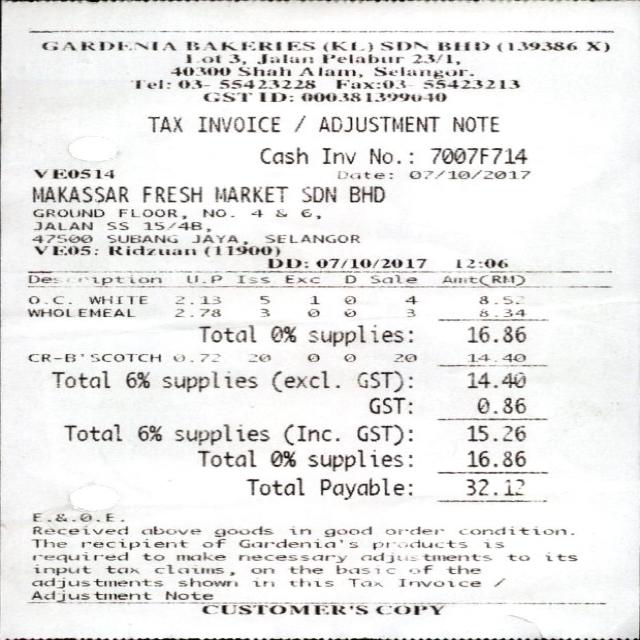 GARDENIA BAKERIES (KL) SDN BHD (139386 X)
Lot 3, Jalan Pelabur 23/1,
40300 Shah Alam, Selangor.
Tel: 03- 55423228 Fax:03- 55423213
GST ID: 000381399040
TAX INVOICE / ADJUSTMENT NOTE
Cash Inv No.: 7007F714
VE0514 Date: 07/10/2017
MAKASSAR FRESH MARKET SDN BHD
GROUND FLOOR, NO. 4 & 6,
JALAN SS 15/4B,
47500 SUBANG JAYA, SELANGOR
VE05: Ridzuan (11900)
DD: 07/10/2017 12:06
Description U.P Iss Exc D Sale Amt(RM)
O.C. WHITE 2.13 5 1 0 4 8.52
WHOLEMEAL 2.78 3 0 0 3 8.34
Total 0% supplies: 16.86
CR-B'SCOTCH 0.72 20 0 0 20 14.40
Total 6% supplies (excl. GST): 14.40
GST: 0.86
Total 6% supplies (Inc. GST): 15.26
Total 0% supplies: 16.86
Total Payable: 32.12
E.&.O.E.
Received above goods in good order condition.
The recipient of Gardenia's products is
required to make necessary adjustments to its
input tax claims, on the basic of the
adjustments shown in this Tax Invoice /
Adjustment Note
CUSTOMER'S COPY